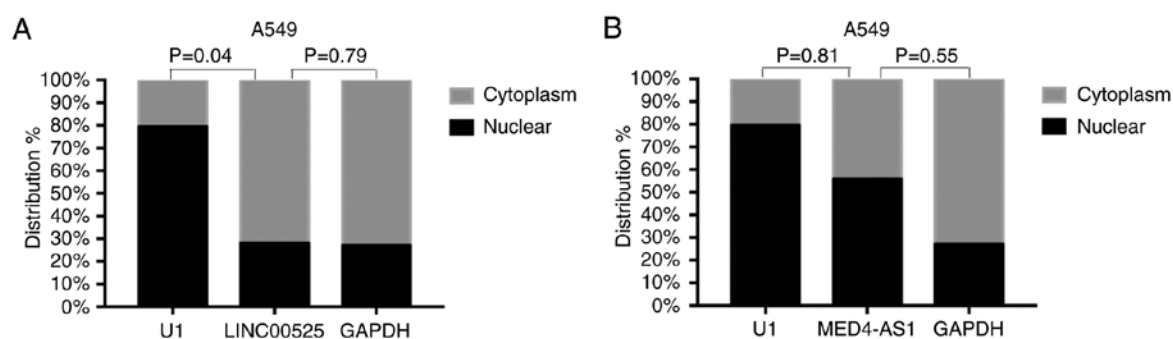 A
A549
P=0.04 P=0.79
100%
90%
80%
70%
60%
50%
40%
30%
20%
10%
0%
Distribution %
U1 LINC00525 GAPDH
Cytoplasm
Nuclear
B
A549
P=0.81 P=0.55
100%
90%
80%
70%
60%
50%
40%
30%
20%
10%
0%
Distribution %
U1 MED4-AS1 GAPDH
Cytoplasm
Nuclear